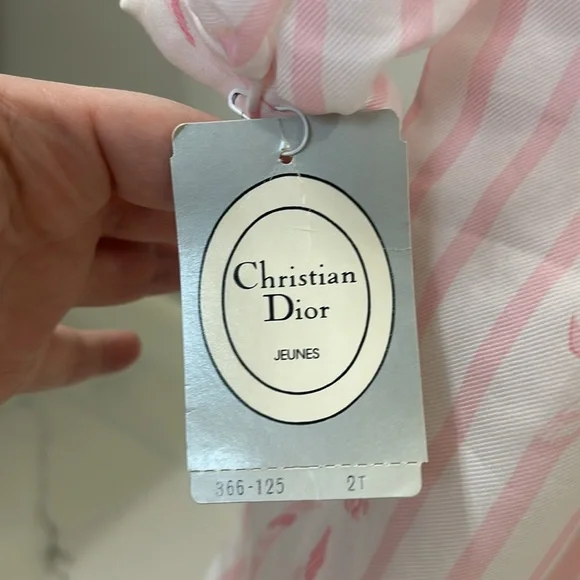 Christian
Dior
JEUNES
366-125 2T